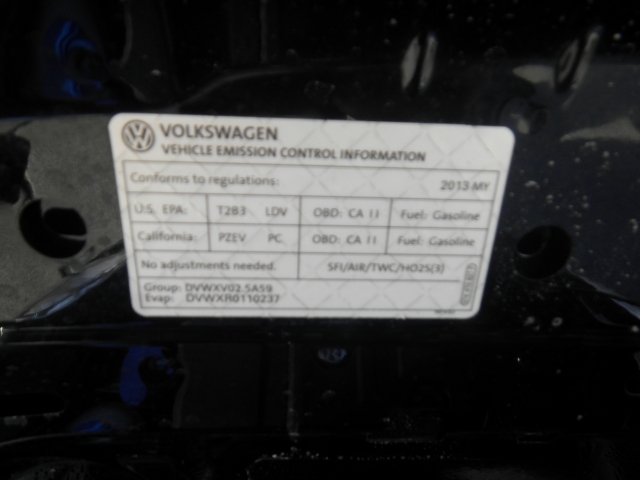 VOLKSWAGEN
VEHICLE EMISSION CONTROL INFORMATION
Conforms to regulations: 2013 MY
U.S. EPA: T2B3 LDV OBD: CA II Fuel: Gasoline
California: PZEV PC OBD: CA II Fuel: Gasoline
No adjustments needed. SFI/AIR/TWC/HO2S(3)
Group: DVWXV02.5A59
Evap: DVWXR0110237